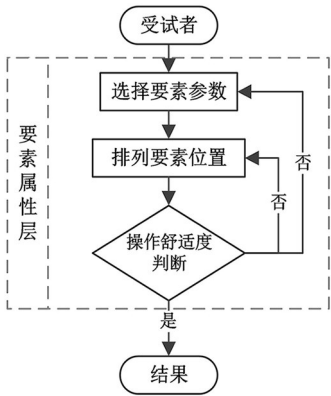 受试者
选择要素参数
排列要素位置
要素属性层
操作舒适度
判断
否
否
是
结果